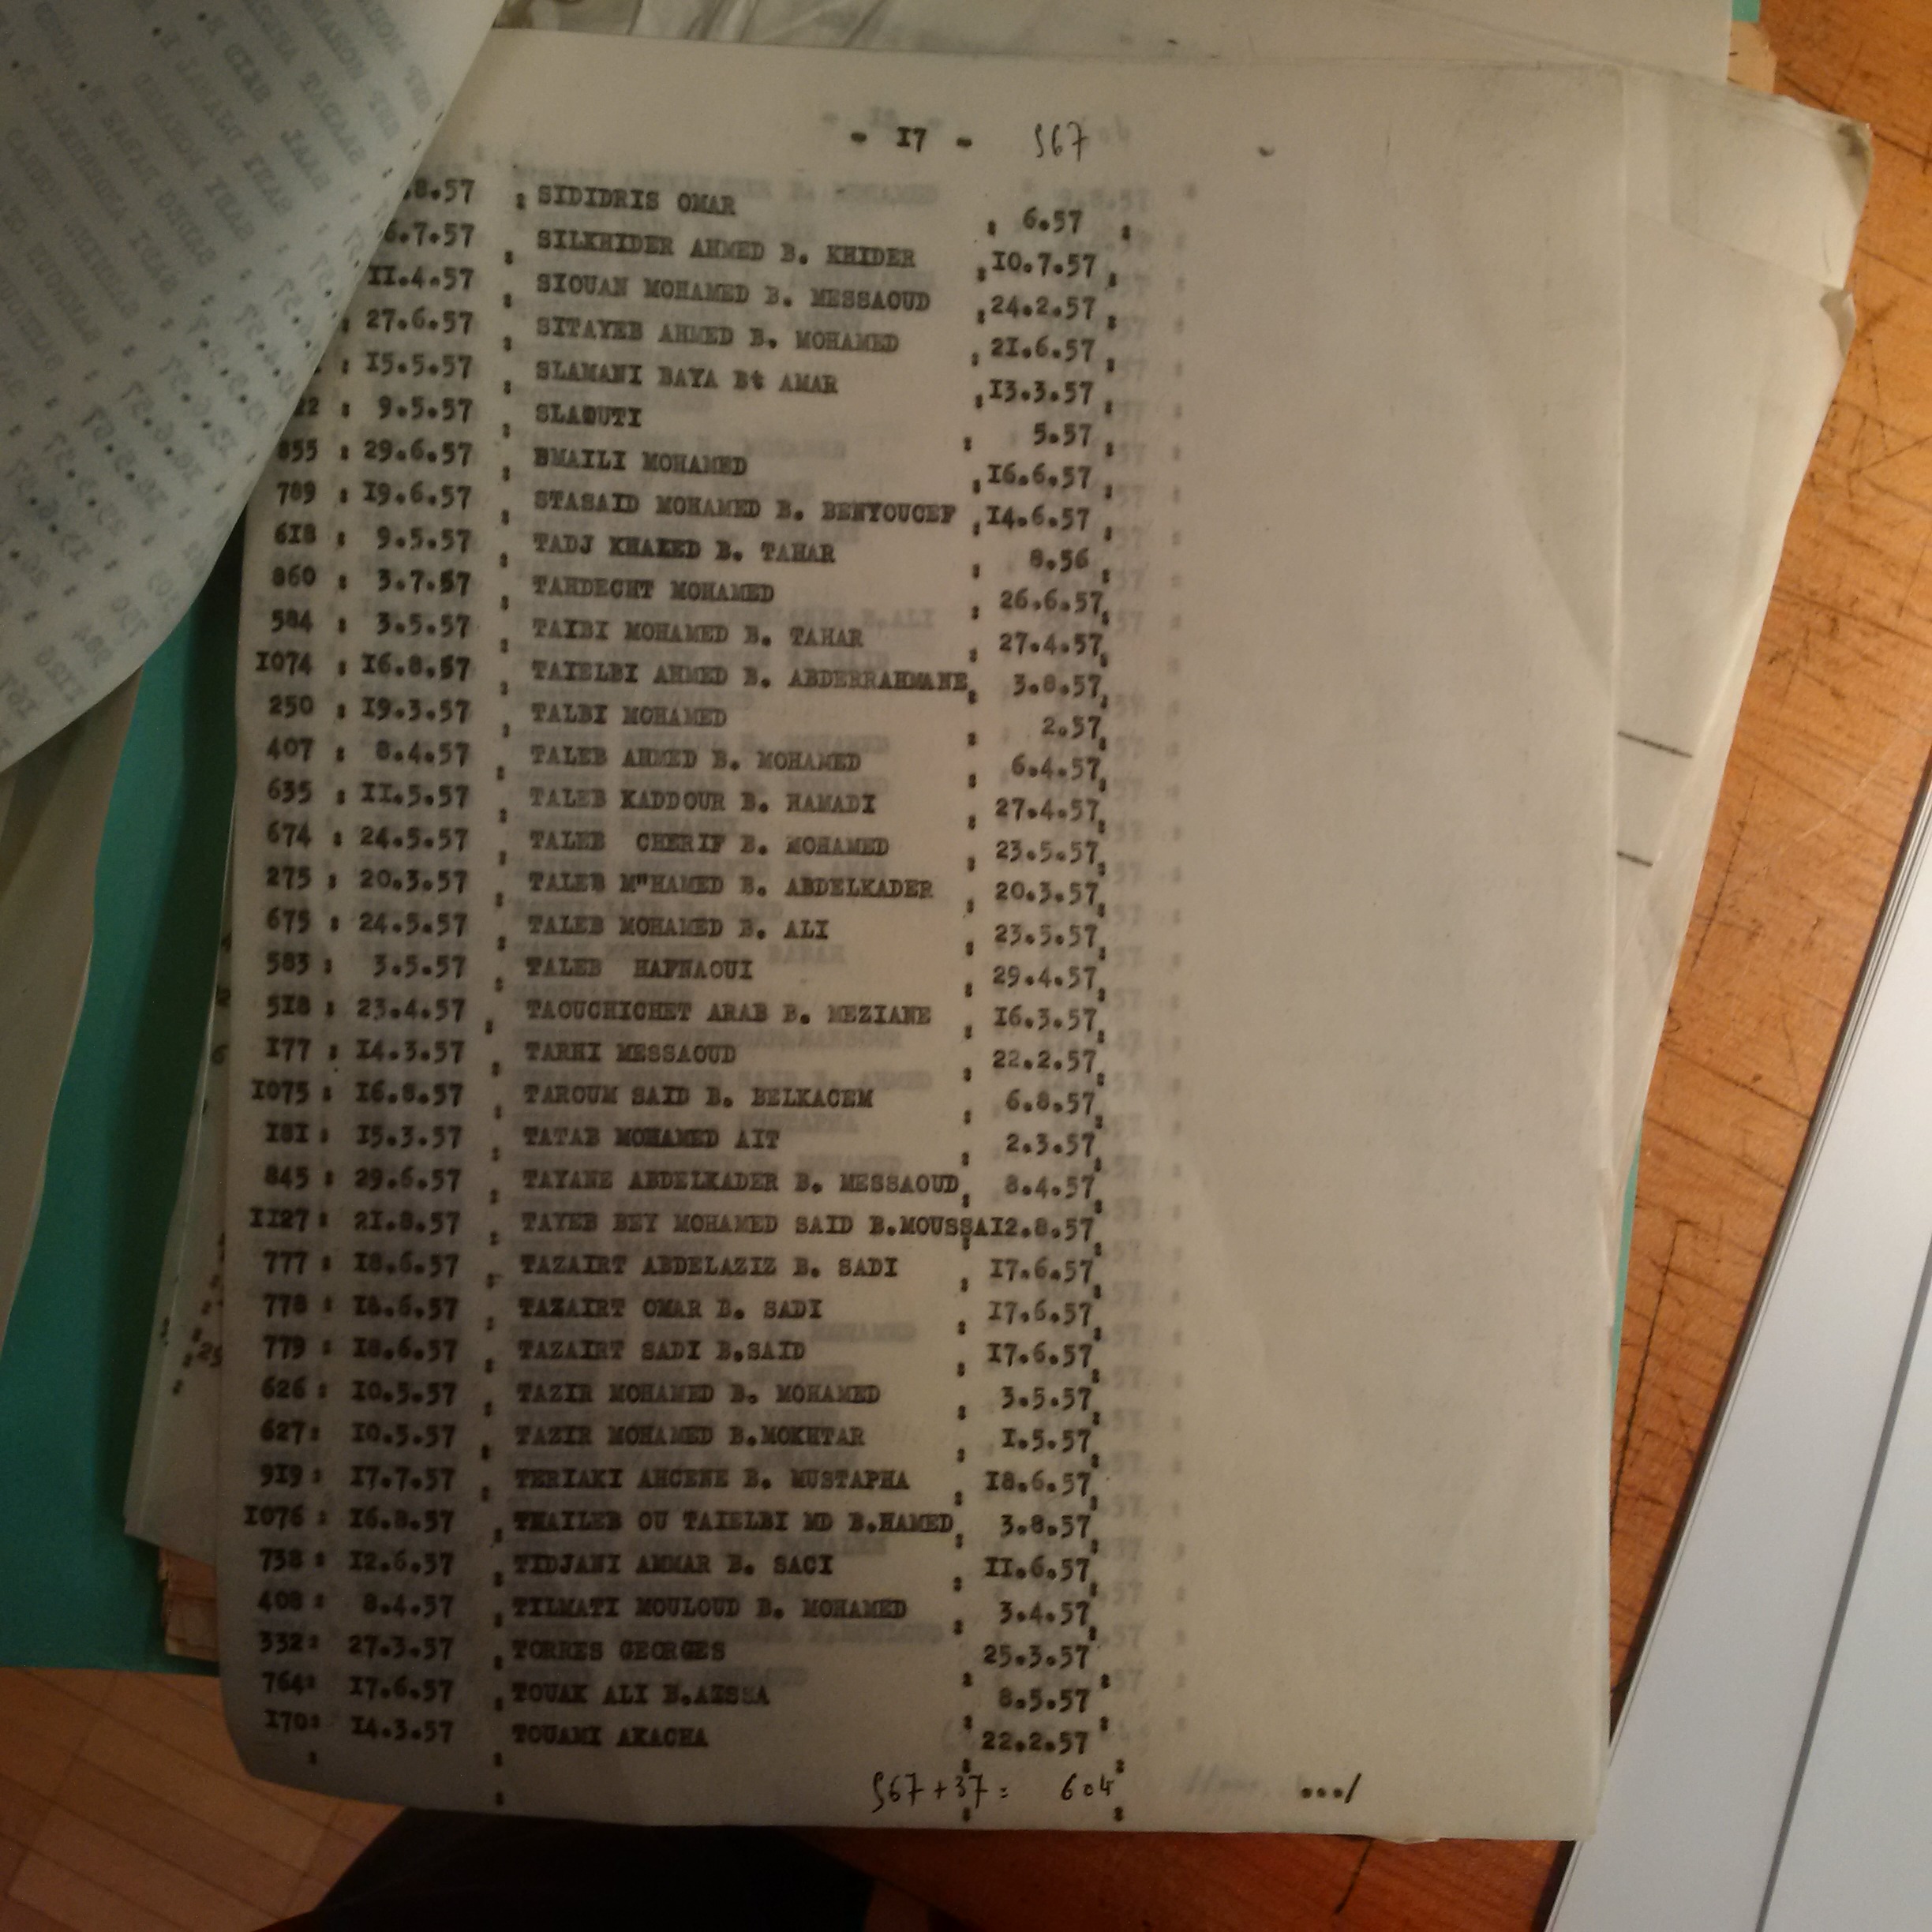 - I7 - 567
.8.57 : SIDIDRIS OMAR : 6.57 :
6.7.57 : SILKHIDER AHMED B. KHIDER :I0.7.57 :
II.4.57 : SIOUAN MOHAMED B. MESSAOUD :24.2.57 :
: 27.6.57 : SITAYEB AHMED B. MOHAMED : 2I.6.57 :
: I5.5.57 : SLAMANI BAYA Bt AMAR :I3.3.57 :
22 : 9.5.57 : SLAOUTI : 5.57 :
855 : 29.6.57 : SMAILI MOHAMED :I6.6.57 :
789 : I9.6.57 : STASAID MOHAMED B. BENYOUCEF :I4.6.57 :
6I8 : 9.5.57 : TADJ KHALED B. TAHAR : 8.56 :
860 : 3.7.57 : TAHDECHT MOHAMED : 26.6.57:
584 : 3.5.57 : TAIBI MOHAMED B. TAHAR : 27.4.57:
I074 : I6.8.57 : TAIELBI AHMED B. ABDERRAHMANE: 3.8.57:
250 : I9.3.57 : TALBI MOHAMED : 2.57:
407 : 8.4.57 : TALEB AHMED B. MOHAMED : 6.4.57:
635 : II.5.57 : TALEB KADDOUR B. HAMADI : 27.4.57:
674 : 24.5.57 : TALEB CHERIF B. MOHAMED : 23.5.57:
275 : 20.3.57 : TALEB M"HAMED B. ABDELKADER : 20.3.57:
675 : 24.5.57 : TALEB MOHAMED B. ALI : 23.5.57:
583 : 3.5.57 : TALEB HAFNAOUI : 29.4.57:
5I8 : 23.4.57 : TAOUCHICHET ARAB B. MEZIANE : I6.3.57:
I77 : I4.3.57 : TARHI MESSAOUD : 22.2.57:
I075 : I6.8.57 : TAROUM SAID B. BELKACEM : 6.8.57:
I8I : I5.3.57 : TATAB MOHAMED AIT : 2.3.57:
845 : 29.6.57 : TAYANE ABDELKADER B. MESSAOUD: 8.4.57:
II27 : 2I.8.57 : TAYEB BEY MOHAMED SAID B.MOUSSAI2.8.57:
777 : I8.6.57 : TAZAIRT ABDELAZIZ B. SADI : I7.6.57:
778 : I8.6.57 : TAZAIRT OMAR B. SADI : I7.6.57:
779 : I8.6.57 : TAZAIRT SADI B.SAID : I7.6.57:
626 : I0.5.57 : TAZIR MOHAMED B. MOHAMED : 3.5.57:
627: I0.5.57 : TAZIR MOHAMED B.MOKHTAR : I.5.57:
9I9 : I7.7.57 : TERIAKI AHCENE B. MUSTAPHA : I8.6.57:
I076 : I6.8.57 : THAILEB OU TAIELBI MD B.HAMED: 3.8.57:
738 : I2.6.57 : TIDJANI AMMAR B. SACI : II.6.57:
408 : 8.4.57 : TILMATI MOULOUD B. MOHAMED : 3.4.57:
332: 27.3.57 : TORRES GEORGES : 25.3.57:
764: I7.6.57 : TOUAK ALI B.AESSA : 8.5.57 :
I70: I4.3.57 : TOUAMI AKACHA : 22.2.57 :
567 + 37 = 604 .../